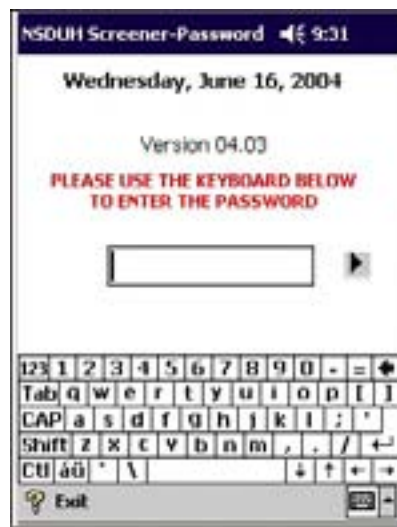 NSDUH Screener-Password 9:31
Wednesday, June 16, 2004
Version 04.03
PLEASE USE THE KEYBOARD BELOW
TO ENTER THE PASSWORD
123 1 2 3 4 5 6 7 8 9 0 - =
Tab q w e r t y u i o p [ ]
CAP a s d f g h j k l ; '
Shift z x c v b n m , . /
Ctl áü ` \
Exit